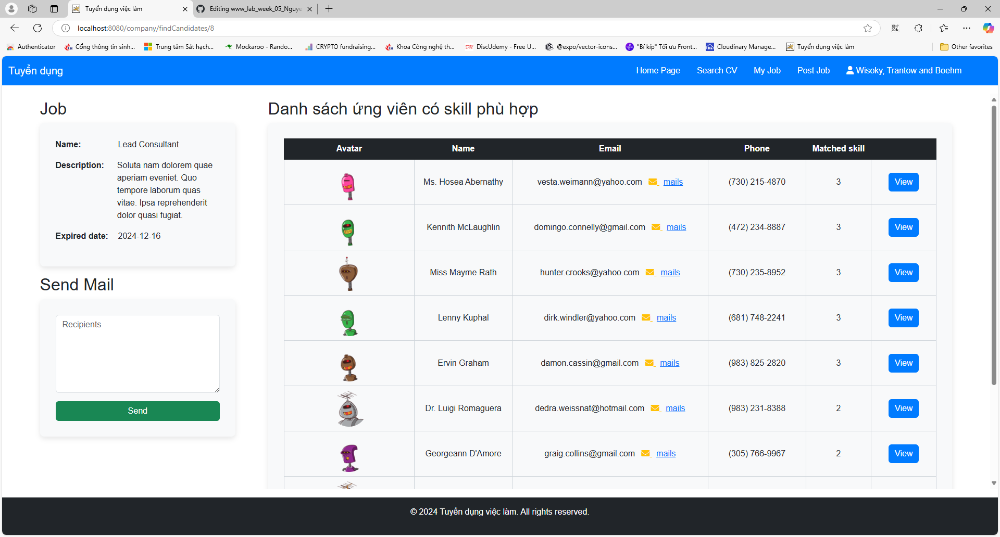 Tuyển dụng việc làm
Editing www_lab_week_05_Nguye
localhost:8080/company/findCandidates/8
Authenticator
Cổng thông tin sinh...
Trung tâm Sát hạch...
Mockaroo - Rando...
CRYPTO fundraising...
Khoa Công nghệ th...
DU DiscUdemy - Free U...
@expo/vector-icons...
"Bí kíp" Tối ưu Front...
Cloudinary Manage...
Tuyển dụng việc làm
Other favorites
Tuyển dụng
Home Page
Search CV
My Job
Post Job
Wisoky, Trantow and Boehm
Job
Name: Lead Consultant
Description: Soluta nam dolorem quae
aperiam eveniet. Quo
tempore laborum quas
vitae. Ipsa reprehenderit
dolor quasi fugiat.
Expired date: 2024-12-16
Send Mail
Recipients
Send
Danh sách ứng viên có skill phù hợp
Avatar Name Email Phone Matched skill
Ms. Hosea Abernathy vesta.weimann@yahoo.com mails (730) 215-4870 3 View
Kennith McLaughlin domingo.connelly@gmail.com mails (472) 234-8887 3 View
Miss Mayme Rath hunter.crooks@yahoo.com mails (730) 235-8952 3 View
Lenny Kuphal dirk.windler@yahoo.com mails (681) 748-2241 3 View
Ervin Graham damon.cassin@gmail.com mails (983) 825-2820 3 View
Dr. Luigi Romaguera dedra.weissnat@hotmail.com mails (983) 231-8388 2 View
Georgeann D'Amore graig.collins@gmail.com mails (305) 766-9967 2 View
© 2024 Tuyển dụng việc làm. All rights reserved.